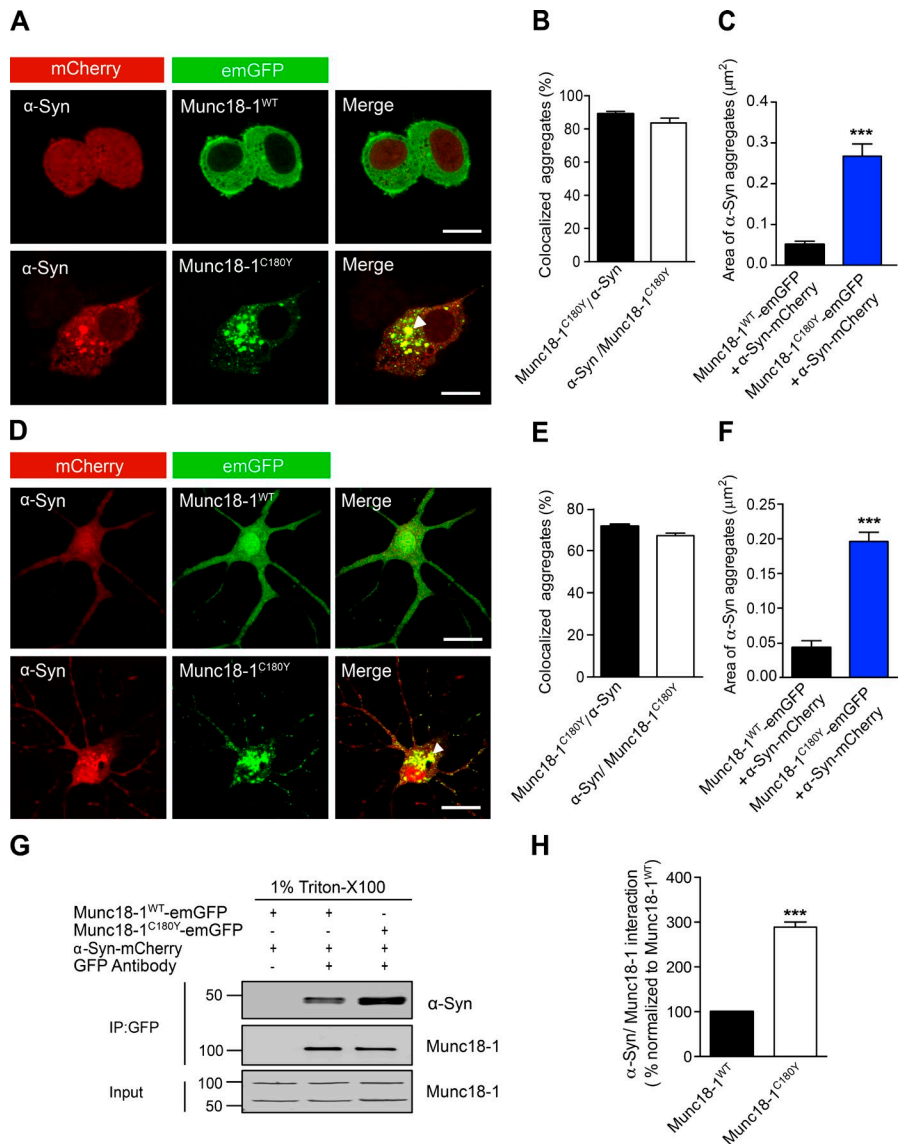 A
mCherry
emGFP
α-Syn
Munc18-1WT
Merge
α-Syn
Munc18-1C180Y
Merge
B
Colocalized aggregates (%)
100
80
60
40
20
0
Munc18-1C180Y/ α-Syn
α-Syn /Munc18-1C180Y
C
Area of α-Syn aggregates (μm2)
0.4
0.3
0.2
0.1
0.0
***
Munc18-1WT-emGFP
+ α-Syn-mCherry
Munc18-1C180Y-emGFP
+ α-Syn-mCherry
D
mCherry
emGFP
α-Syn
Munc18-1WT
Merge
α-Syn
Munc18-1C180Y
Merge
E
Colocalized aggregates (%)
80
60
40
20
0
Munc18-1C180Y/ α-Syn
α-Syn/ Munc18-1C180Y
F
Area of α-Syn aggregates (μm2)
0.25
0.20
0.15
0.10
0.05
0.00
***
Munc18-1WT-emGFP
+α-Syn-mCherry
Munc18-1C180Y-emGFP
+α-Syn-mCherry
G
1% Triton-X100
Munc18-1WT-emGFP + + -
Munc18-1C180Y-emGFP - - +
α-Syn-mCherry + + +
GFP Antibody - + +
IP:GFP
50
α-Syn
100
Munc18-1
Input
100
50
Munc18-1
H
α-Syn/ Munc18-1 interaction
( % normalized to Munc18-1WT)
400
300
200
100
0
***
Munc18-1WT
Munc18-1C180Y